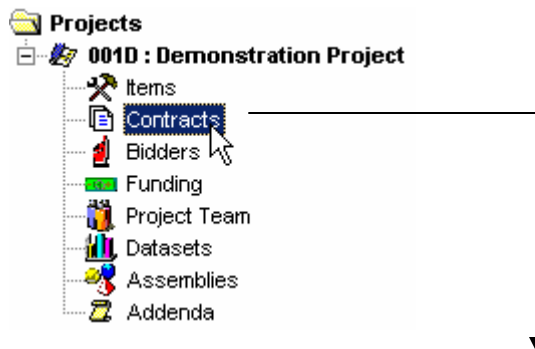 Projects
001D : Demonstration Project
Items
Contracts
Bidders
Funding
Project Team
Datasets
Assemblies
Addenda